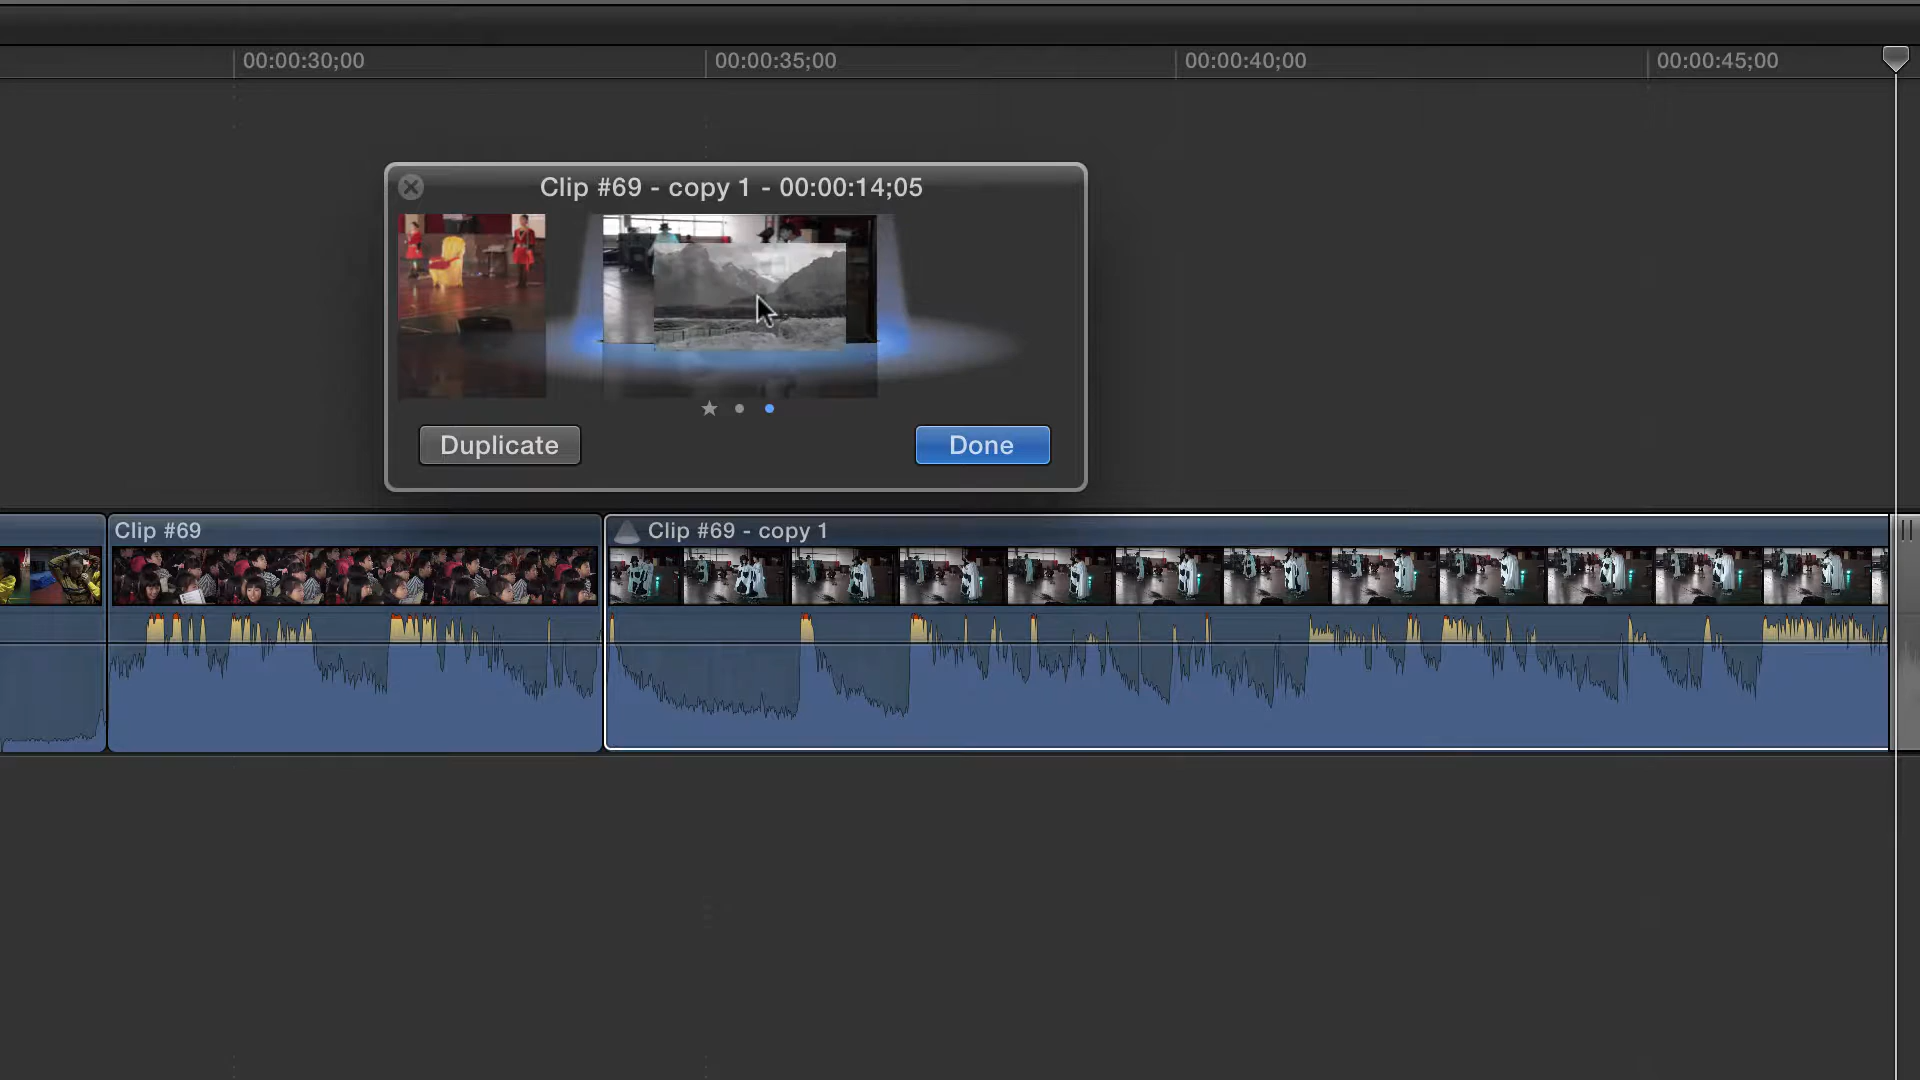 00:00:30;00
00:00:35;00
00:00:40;00
00:00:45;00
Clip #69 - copy 1 - 00:00:14;05
Duplicate
Done
Clip #69
Clip #69 - copy 1